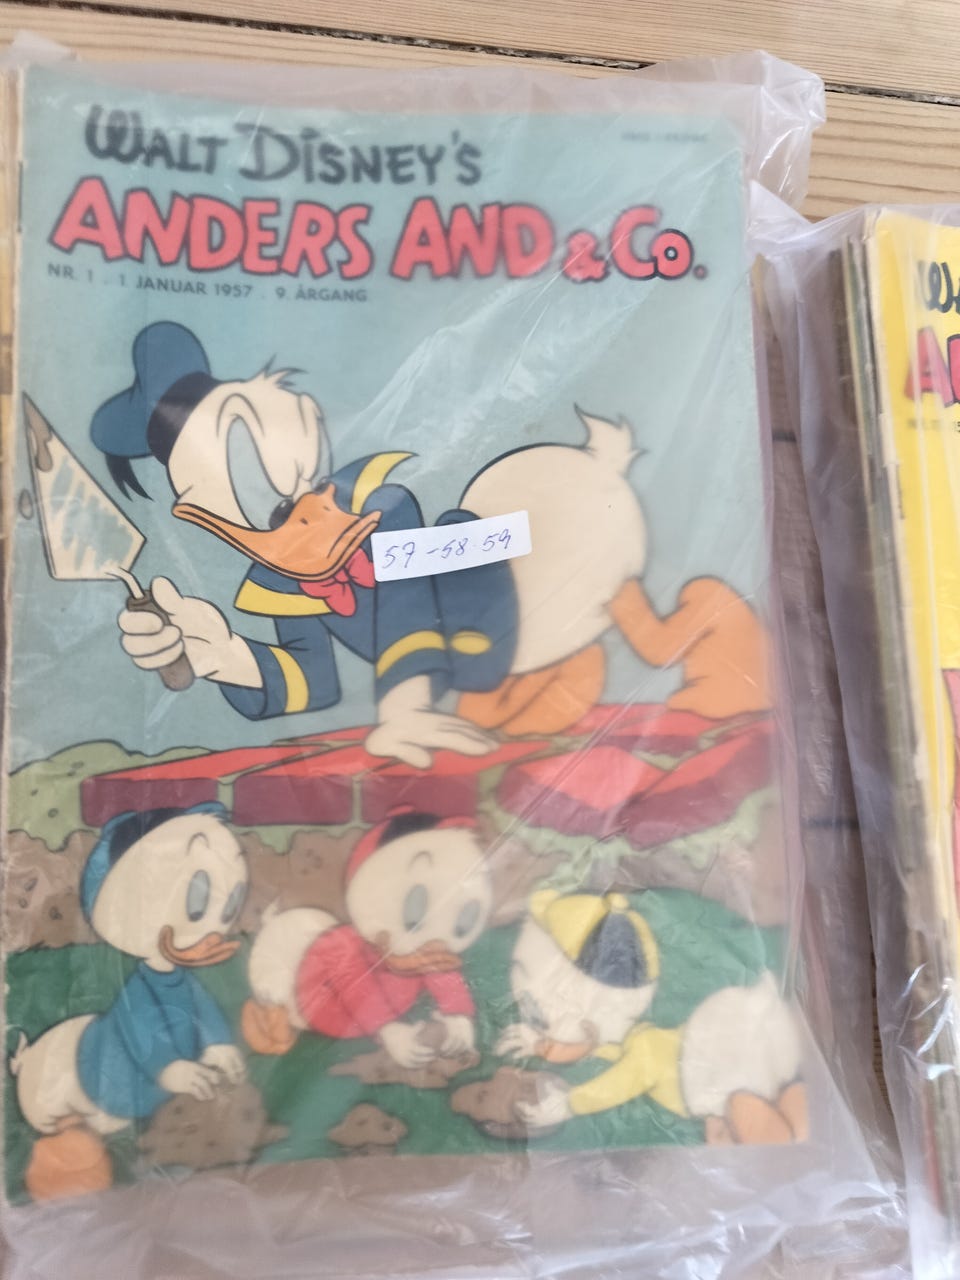 WALT DISNEY'S
ANDERS AND & Co.
NR. 1 . 1 JANUAR 1957 . 9. ÅRGANG
57-58-59